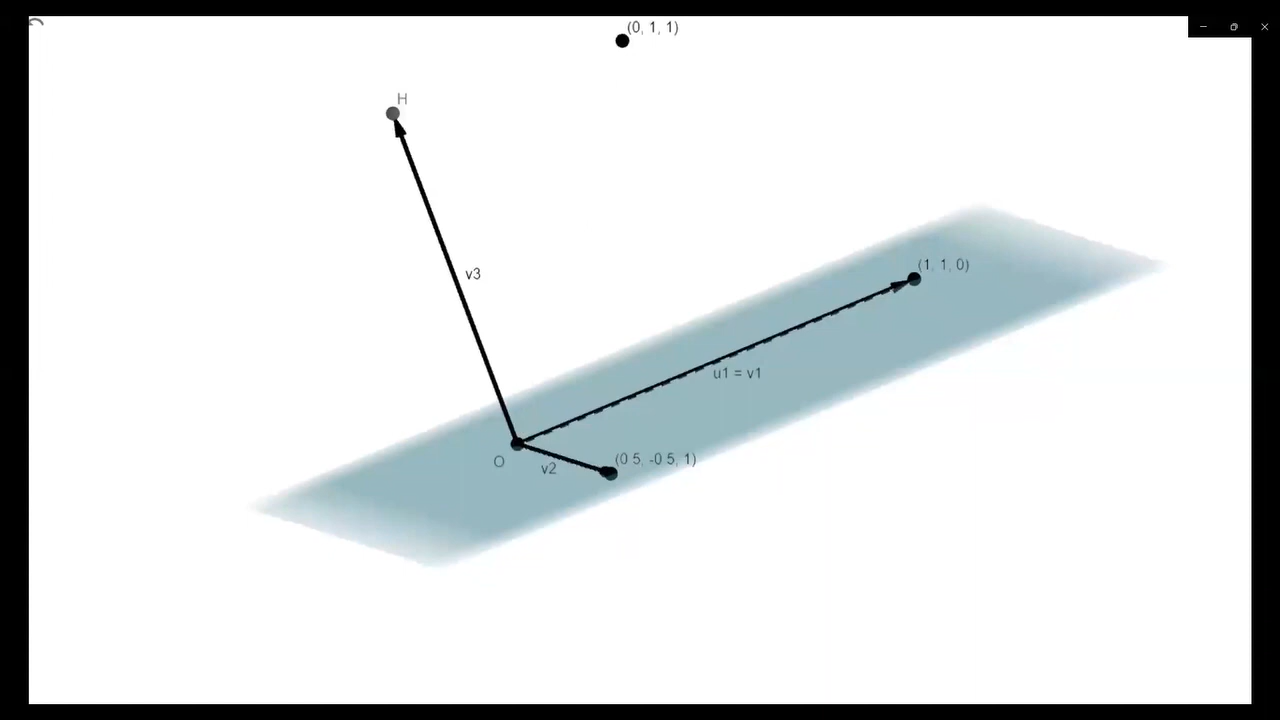 (0, 1, 1)
H
v3
(1, 1, 0)
u1 = v1
O
v2
(0 5, -0 5, 1)